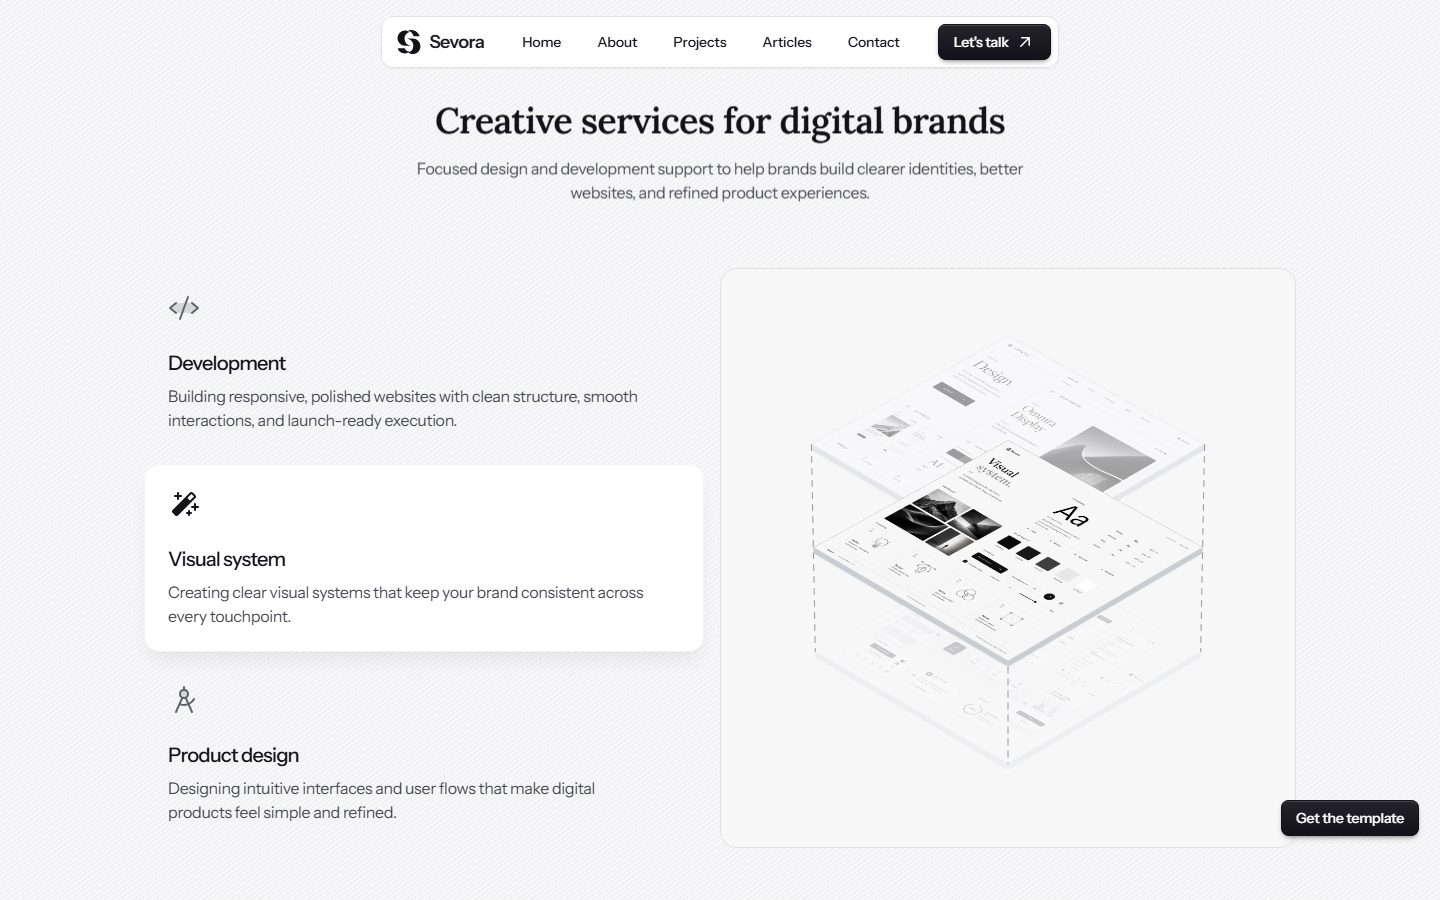 Sevora
Home
About
Projects
Articles
Contact
Let's talk
Creative services for digital brands
Focused design and development support to help brands build clearer identities, better
websites, and refined product experiences.
Development
Building responsive, polished websites with clean structure, smooth
interactions, and launch-ready execution.
Visual system
Creating clear visual systems that keep your brand consistent across
every touchpoint.
Product design
Designing intuitive interfaces and user flows that make digital
products feel simple and refined.
Design
Omnira
Display
Visual
system.
Aa
Get the template